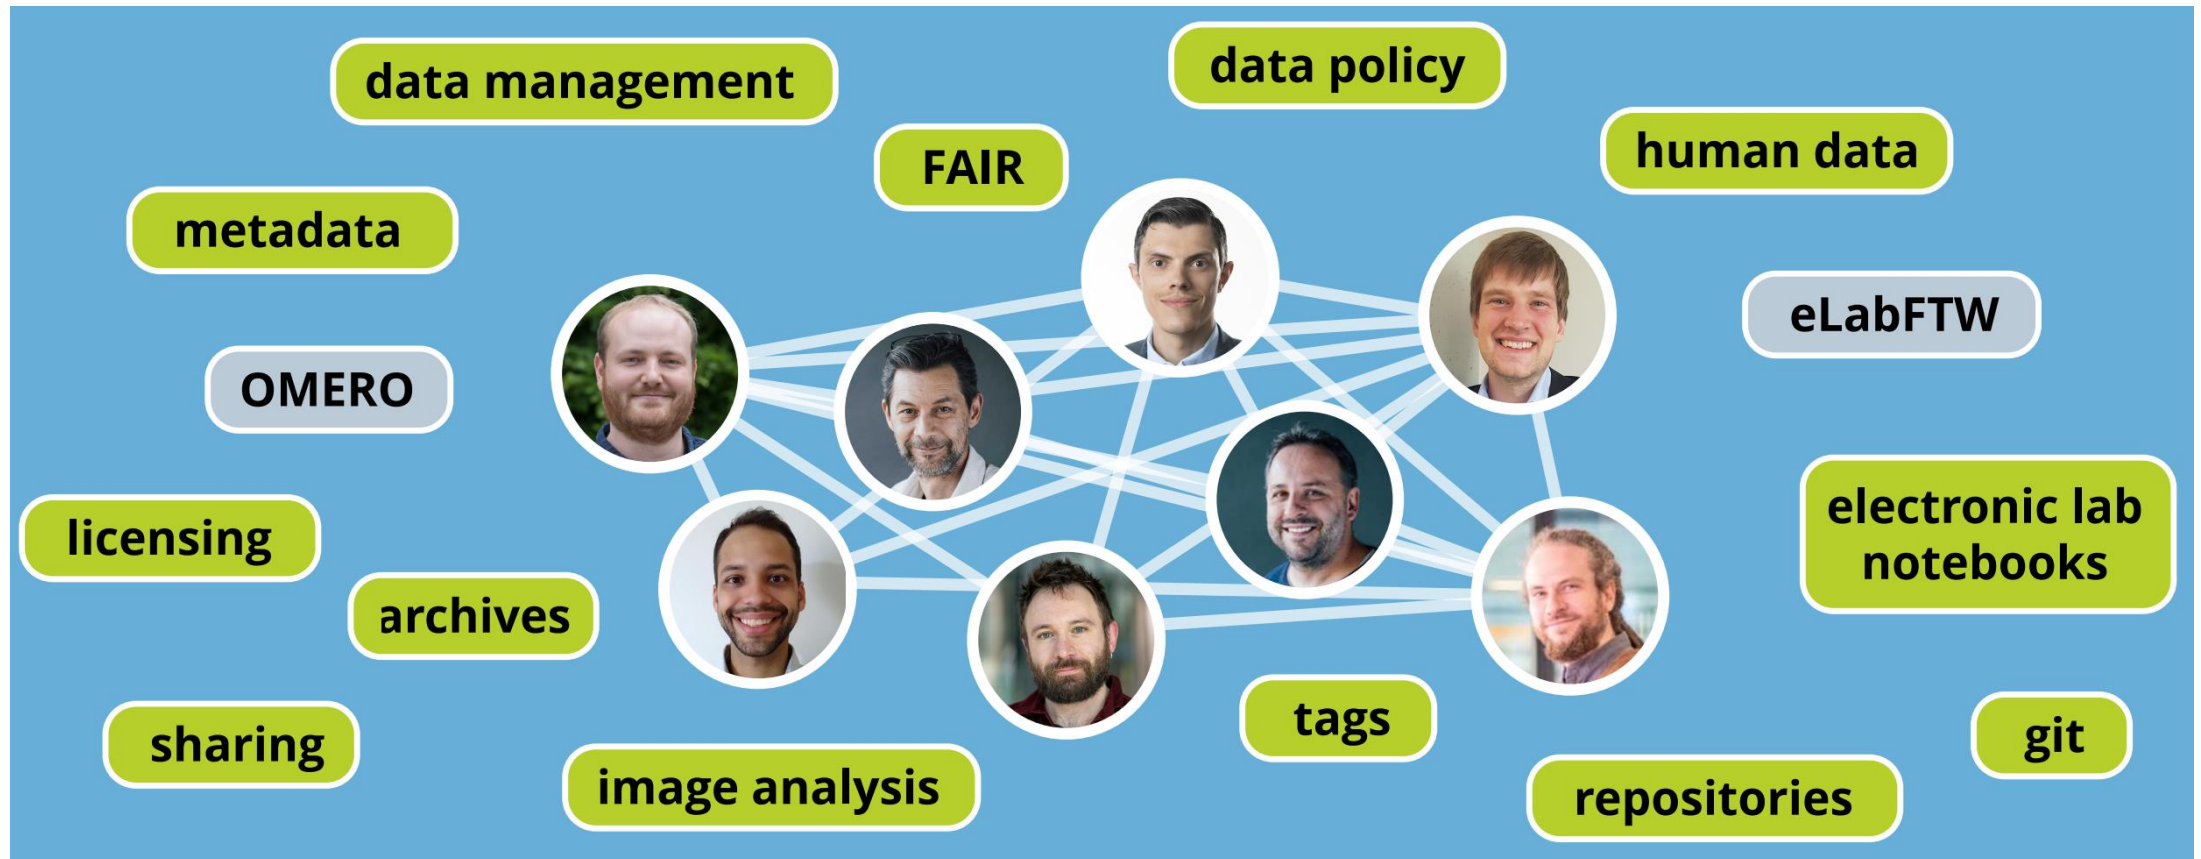 data management
data policy
FAIR
human data
metadata
eLabFTW
OMERO
electronic lab
notebooks
licensing
archives
sharing
tags
git
image analysis
repositories